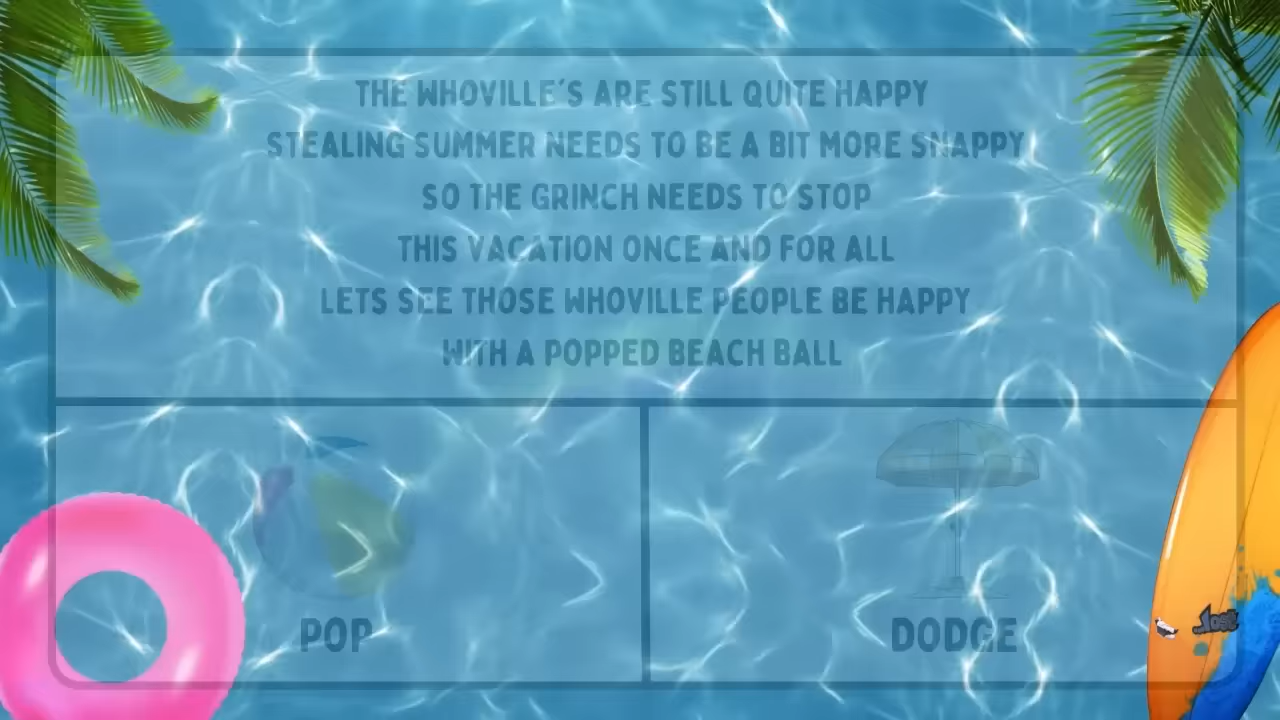 THE WHOVILLE'S ARE STILL QUITE HAPPY
STEALING SUMMER NEEDS TO BE A BIT MORE SNAPPY
SO THE GRINCH NEEDS TO STOP
THIS VACATION ONCE AND FOR ALL
LETS SEE THOSE WHOVILLE PEOPLE BE HAPPY
WITH A POPPED BEACH BALL
POP
DODGE
Lost